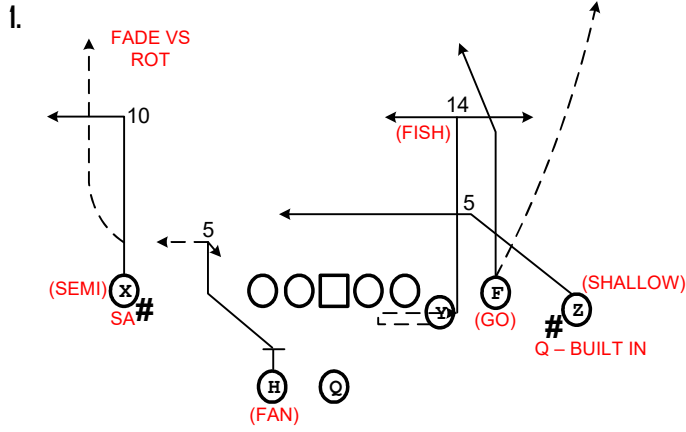 1.
FADE VS
ROT
10
14
(FISH)
5
5
(SEMI)
X
SA#
Y
F
(GO)
(SHALLOW)
Z
#
Q – BUILT IN
H
Q
(FAN)